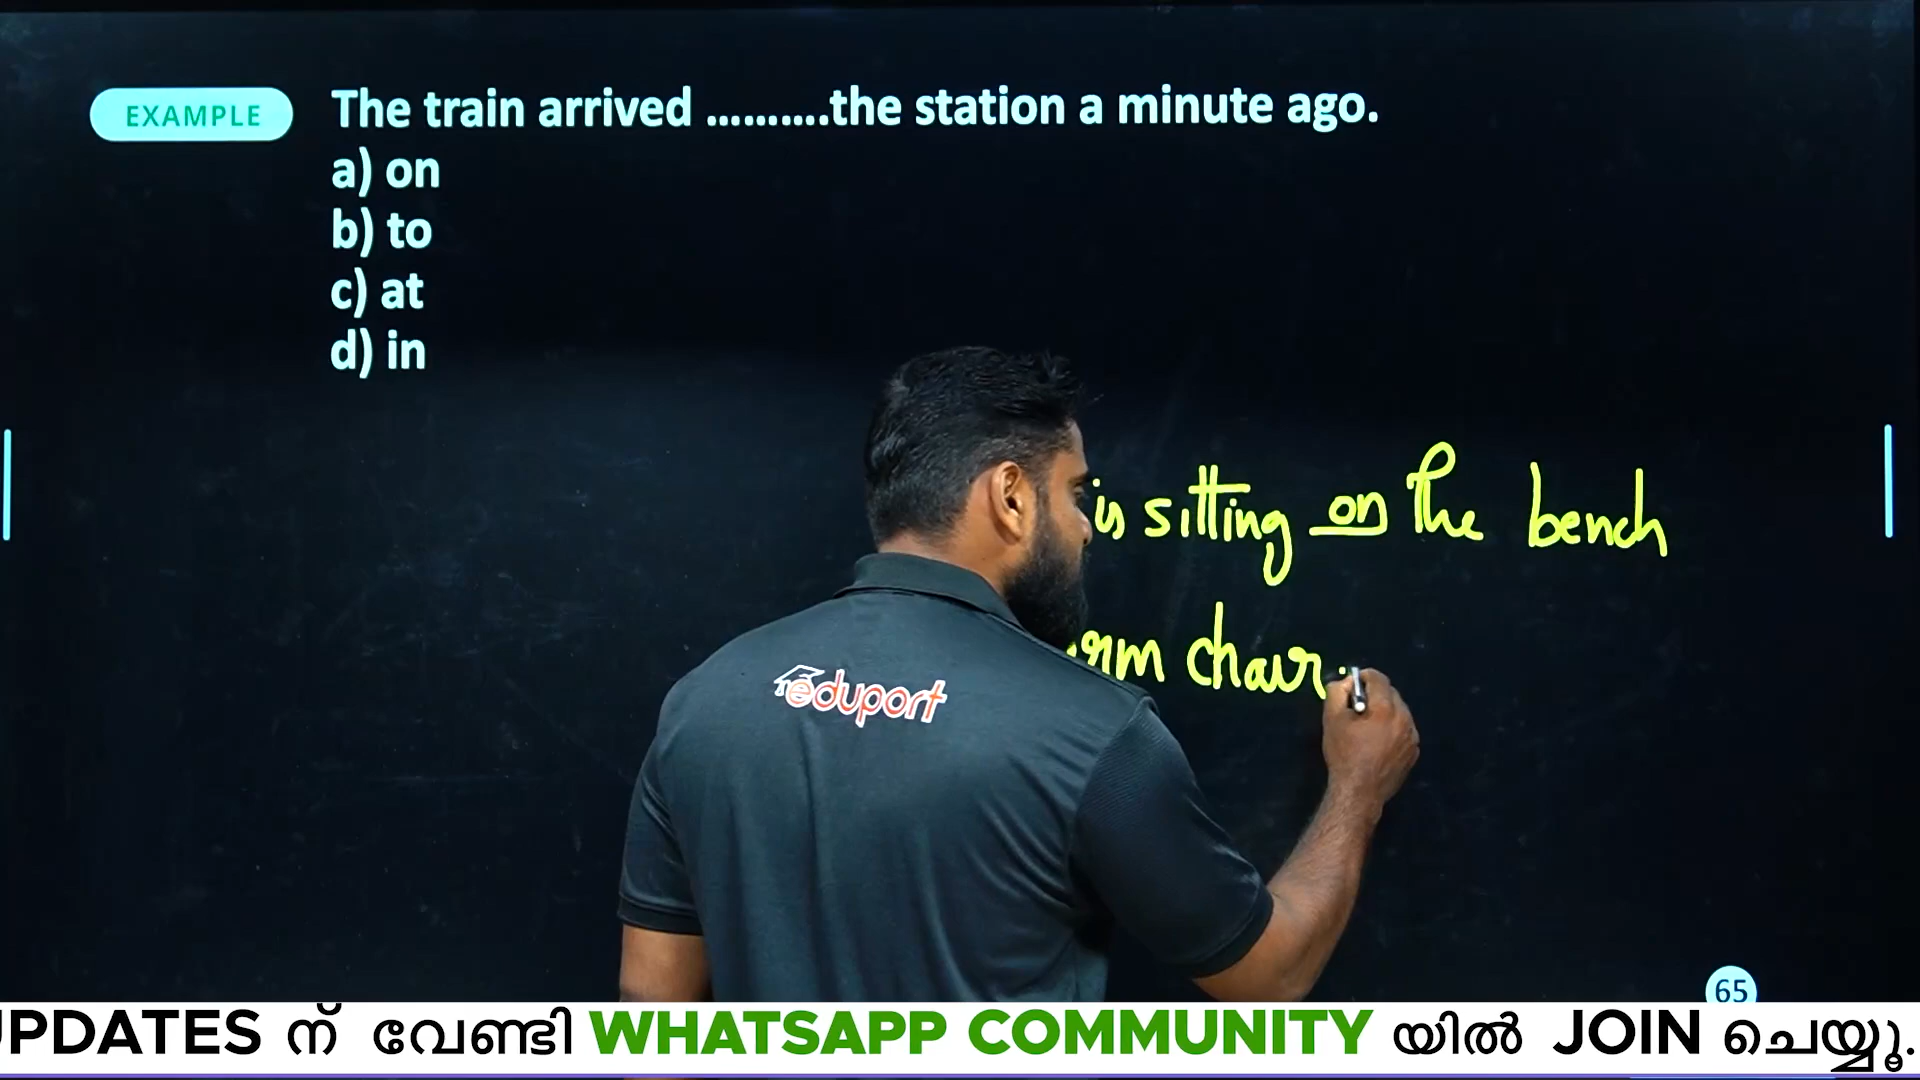 EXAMPLE The train arrived ..........the station a minute ago.
a) on
b) to
c) at
d) in
is sitting on the bench
chair
eduport
65
UPDATES ന് വേണ്ടി WHATSAPP COMMUNITY യിൽ JOIN ചെയ്യൂ.